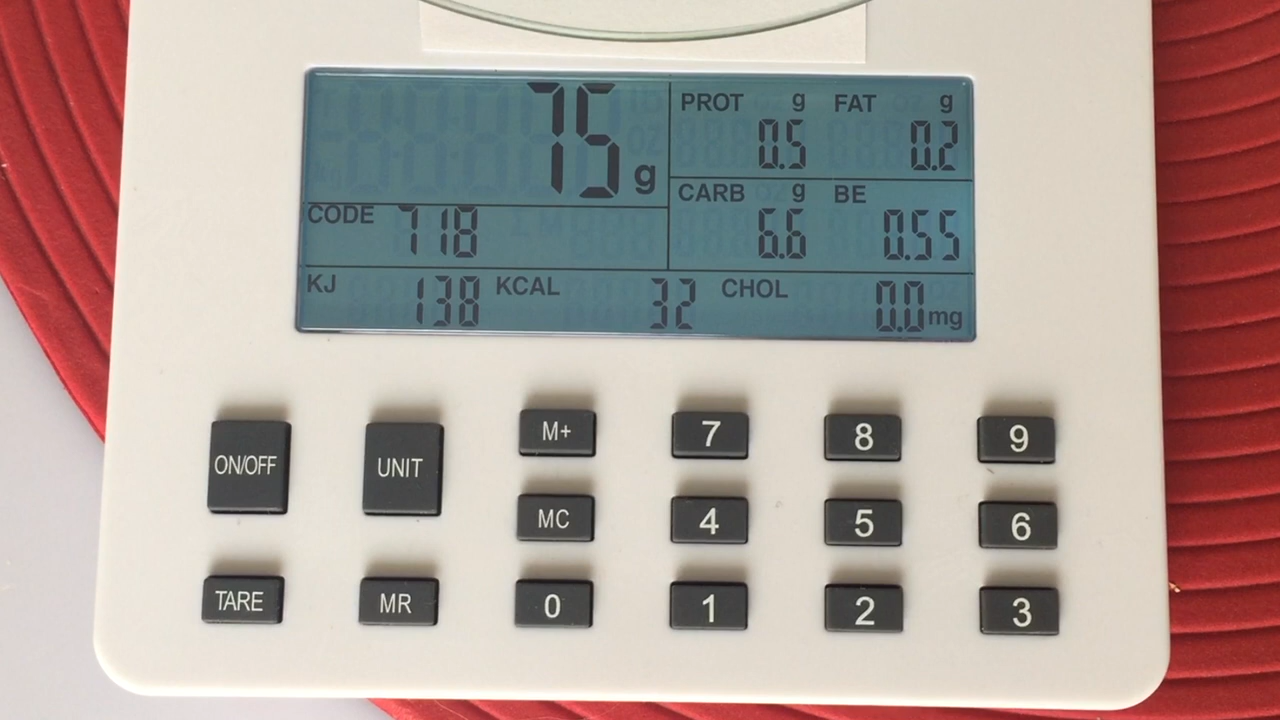 75 g
PROT g FAT g
0.5 0.2
CODE 718
CARB g BE
6.6 0.55
KJ 138 KCAL 32 CHOL 0.0 mg
ON/OFF UNIT M+ 7 8 9
MC 4 5 6
TARE MR 0 1 2 3